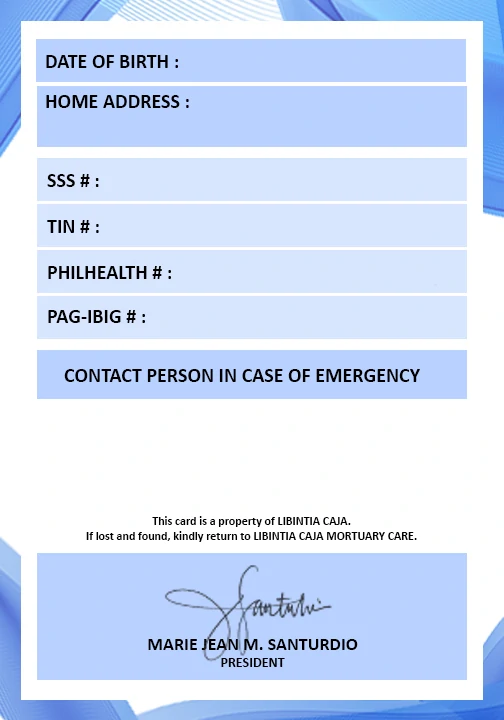 DATE OF BIRTH :
HOME ADDRESS :
SSS # :
TIN # :
PHILHEALTH # :
PAG-IBIG # :
CONTACT PERSON IN CASE OF EMERGENCY
This card is a property of LIBINTIA CAJA.
If lost and found, kindly return to LIBINTIA CAJA MORTUARY CARE.
MARIE JEAN M. SANTURDIO
PRESIDENT